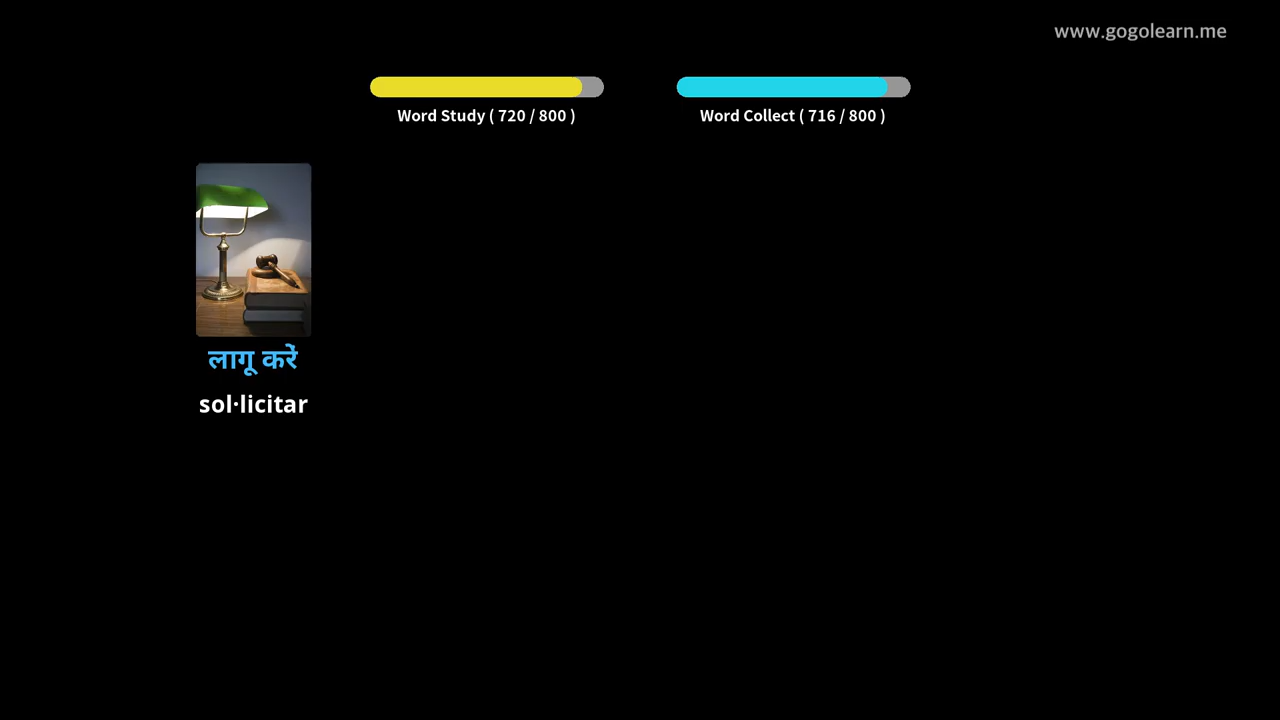 www.gogolearn.me
Word Study ( 720 / 800 )
Word Collect ( 716 / 800 )
लागू करें
sol·licitar